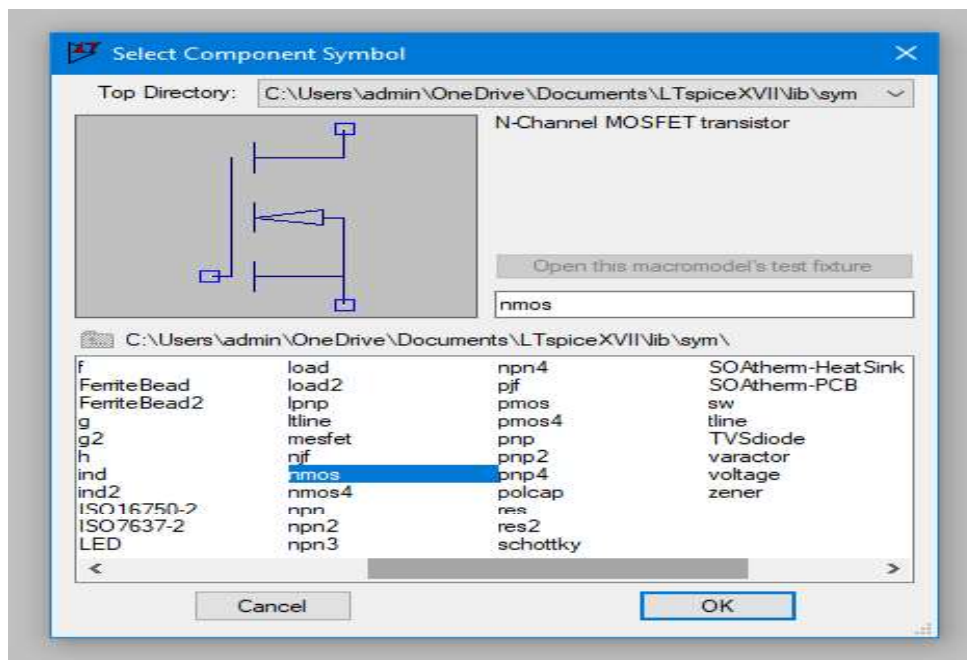 Select Component Symbol
Top Directory: C:\Users\admin\OneDrive\Documents\LTspiceXVII\lib\sym
N-Channel MOSFET transistor
Open this macromodel's test fixture
nmos
C:\Users\admin\OneDrive\Documents\LTspiceXVII\lib\sym\
f load npn4 SOAtherm-HeatSink
FerriteBead load2 pjf SOAtherm-PCB
FerriteBead2 lpnp pmos sw
g ltline pmos4 tline
g2 mesfet pnp TVSdiode
h njf pnp2 varactor
ind nmos pnp4 voltage
ind2 nmos4 polcap zener
ISO16750-2 npn res
ISO7637-2 npn2 res2
LED npn3 schottky
Cancel OK